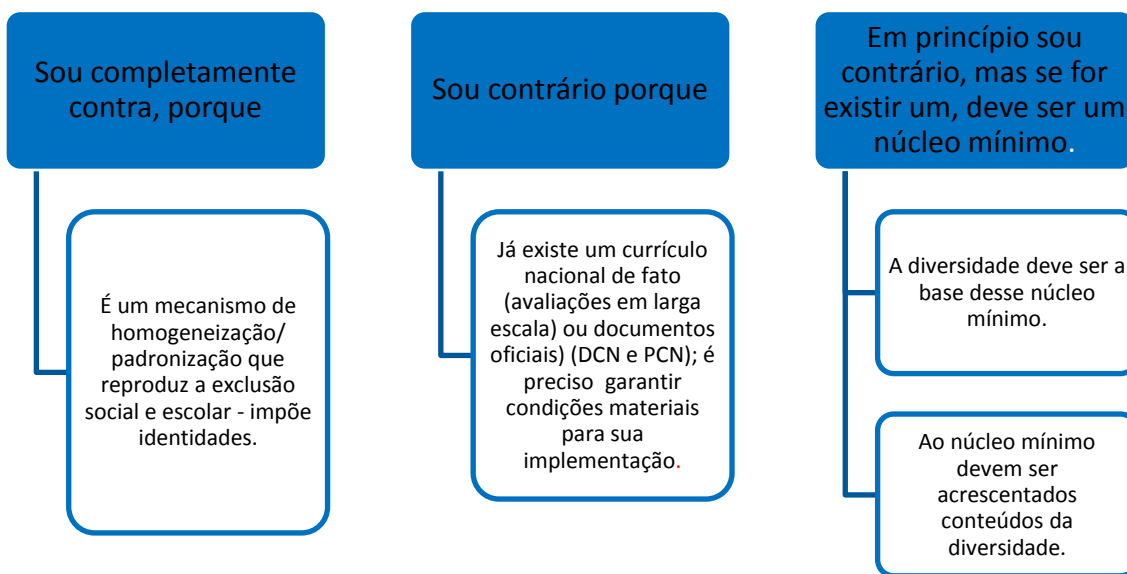 Sou completamente
contra, porque
É um mecanismo de
homogeneização/
padronização que
reproduz a exclusão
social e escolar - impõe
identidades.
Sou contrário porque
Já existe um currículo
nacional de fato
(avaliações em larga
escala) ou documentos
oficiais) (DCN e PCN); é
preciso garantir
condições materiais
para sua
implementação.
Em princípio sou
contrário, mas se for
existir um, deve ser um
núcleo mínimo.
A diversidade deve ser a
base desse núcleo
mínimo.
Ao núcleo mínimo
devem ser
acrescentados
conteúdos da
diversidade.